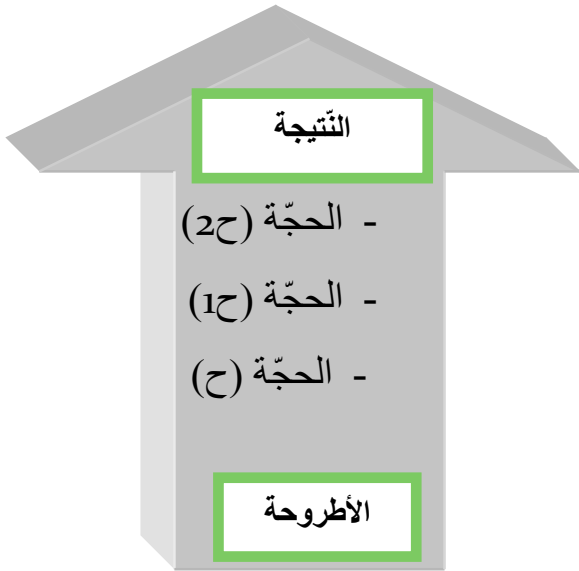 النّتيجة
- الحجّة (ح2)
- الحجّة (ح1)
- الحجّة (ح)
الأطروحة